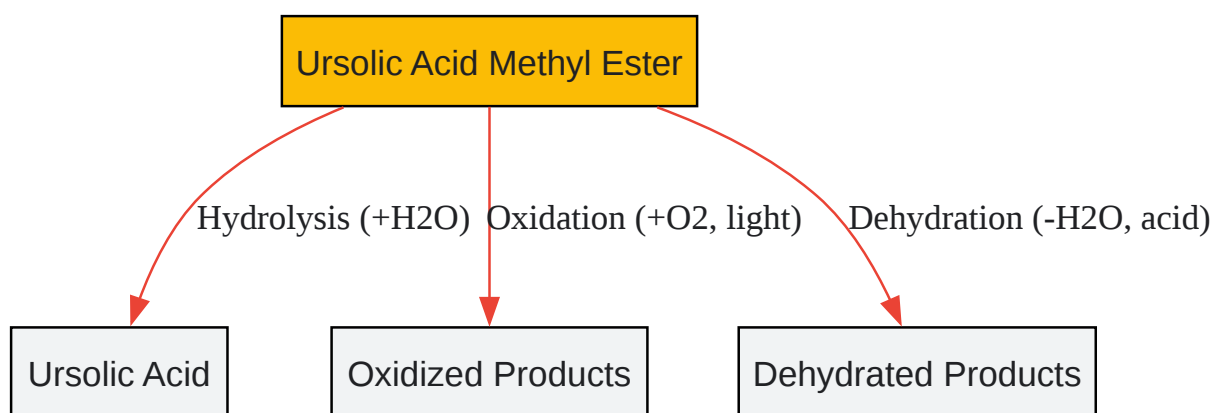 Ursolic Acid Methyl Ester
Hydrolysis (+H2O)
Oxidation (+O2, light)
Dehydration (-H2O, acid)
Ursolic Acid
Oxidized Products
Dehydrated Products